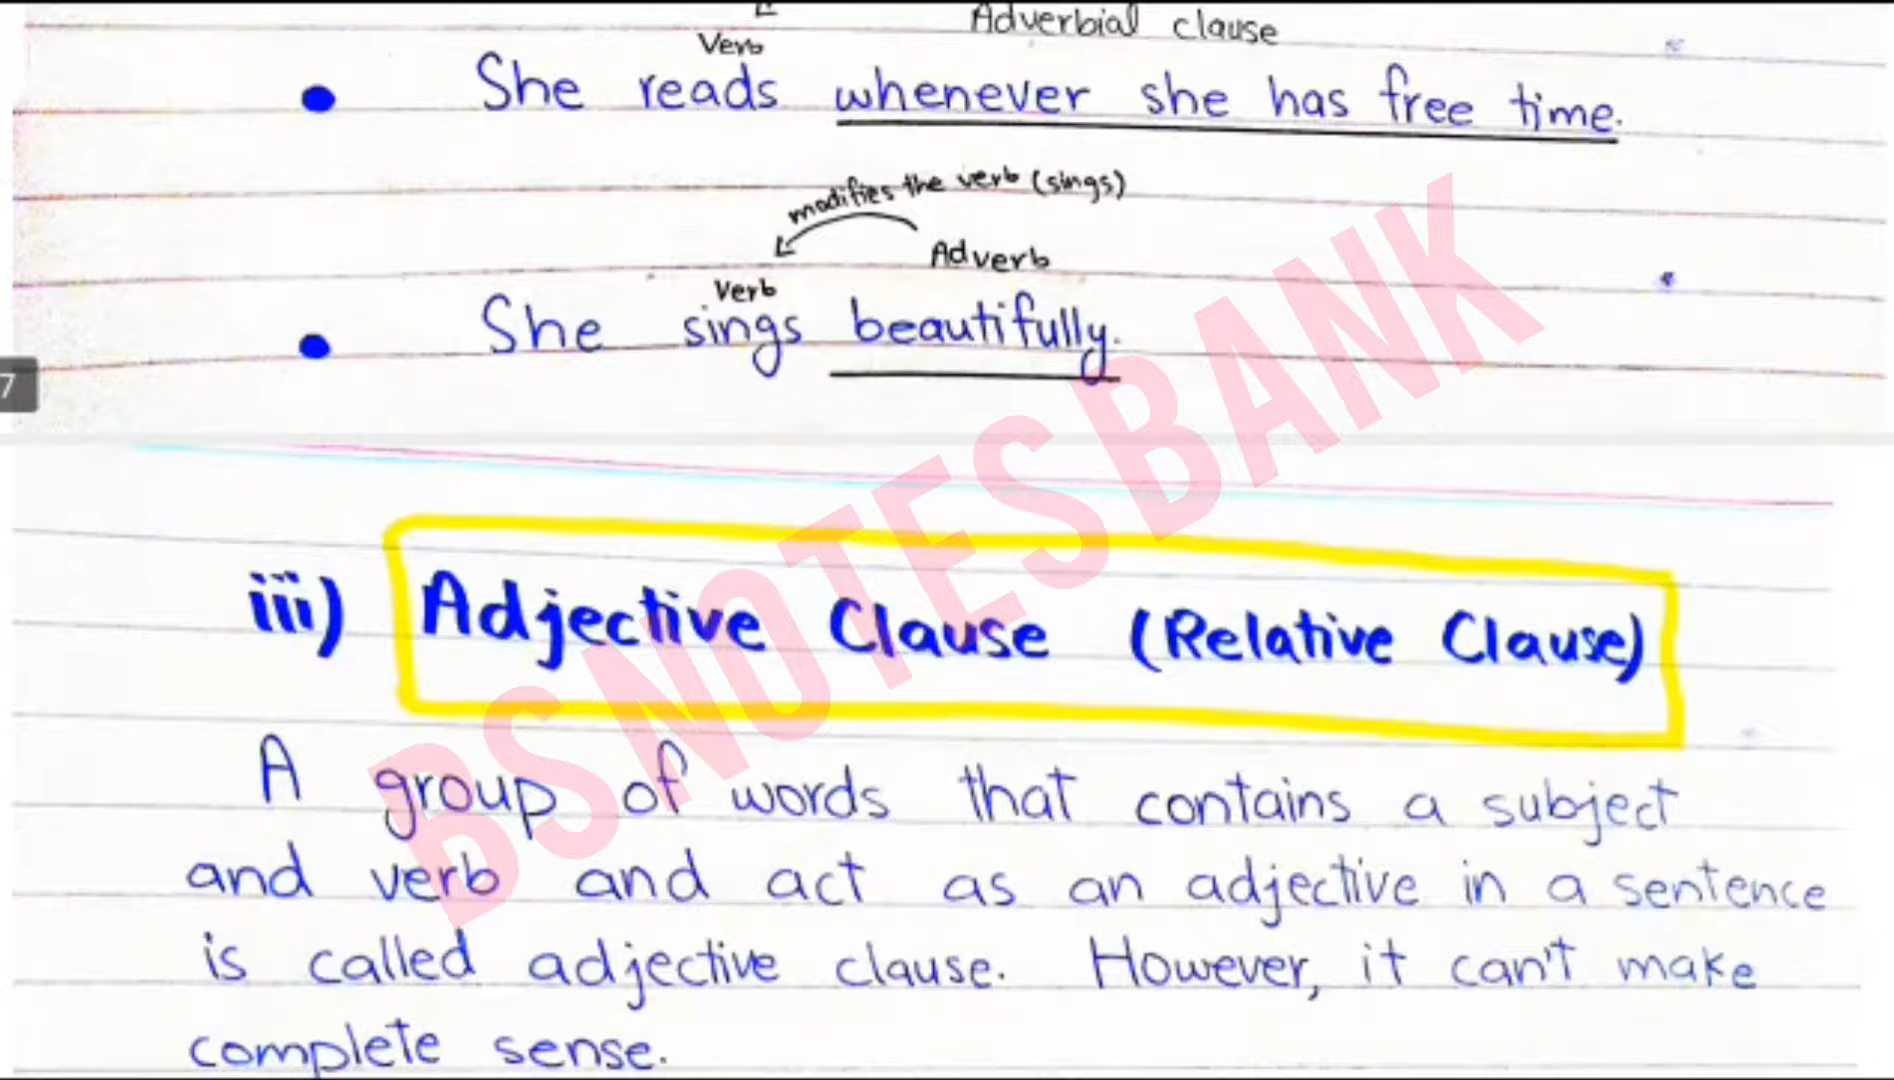 Adverbial clause
Verb
• She reads whenever she has free time.
modifies the verb (sings)
Adverb
Verb
• She sings beautifully.
7
iii) Adjective Clause (Relative Clause)
A group of words that contains a subject
and verb and act as an adjective in a sentence
is called adjective clause. However, it can't make
complete sense.
BSNOTESBANK